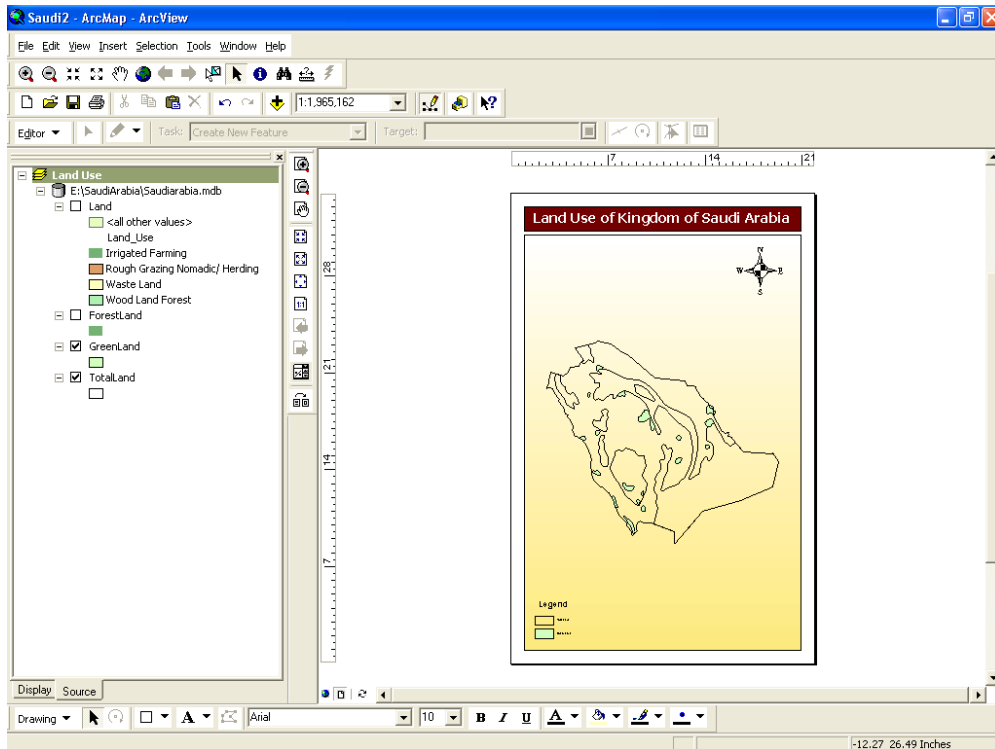 Saudi2 - ArcMap - ArcView
File Edit View Insert Selection Tools Window Help
1:1,965,162
Editor Task: Create New Feature Target:
Land Use
E:\SaudiArabia\Saudiarabia.mdb
Land
<all other values>
Land_Use
Irrigated Farming
Rough Grazing Nomadic/ Herding
Waste Land
Wood Land Forest
ForestLand
GreenLand
TotalLand
1:1
7 14 21
28
21
14
7
Land Use of Kingdom of Saudi Arabia
N
W E
S
Legend
Display Source
Drawing A Arial 10 B I U A
-12.27 26.49 Inches